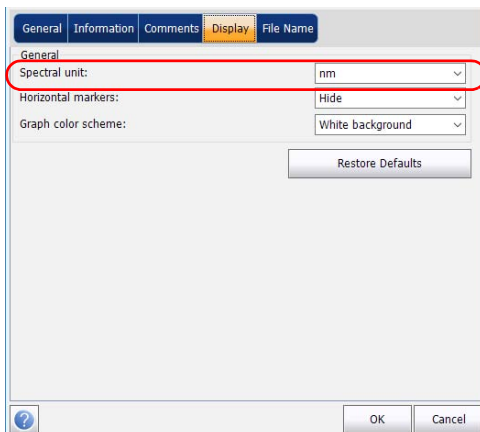 General Information Comments Display File Name
General
Spectral unit: nm
Horizontal markers: Hide
Graph color scheme: White background
Restore Defaults
? OK Cancel